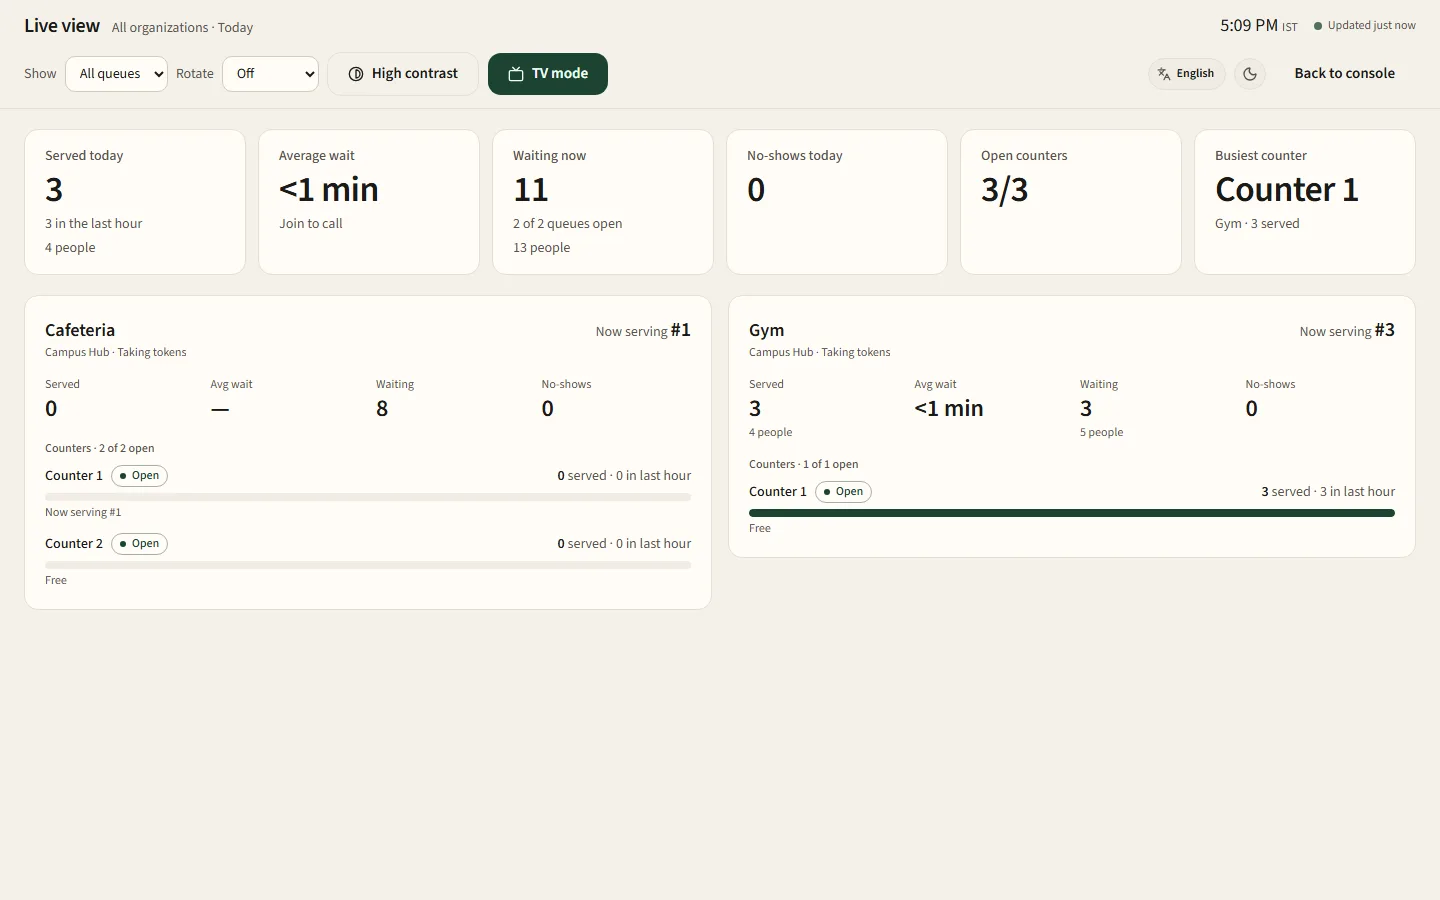 Live view All organizations · Today
5:09 PM IST Updated just now
Show All queues Rotate Off High contrast TV mode
English Back to console
Served today
3
3 in the last hour
4 people
Average wait
<1 min
Join to call
Waiting now
11
2 of 2 queues open
13 people
No-shows today
0
Open counters
3/3
Busiest counter
Counter 1
Gym · 3 served
Cafeteria Now serving #1
Campus Hub · Taking tokens
Served Avg wait Waiting No-shows
0 — 8 0
Counters · 2 of 2 open
Counter 1 Open 0 served · 0 in last hour
Now serving #1
Counter 2 Open 0 served · 0 in last hour
Free
Gym Now serving #3
Campus Hub · Taking tokens
Served Avg wait Waiting No-shows
3 <1 min 3 0
4 people 5 people
Counters · 1 of 1 open
Counter 1 Open 3 served · 3 in last hour
Free